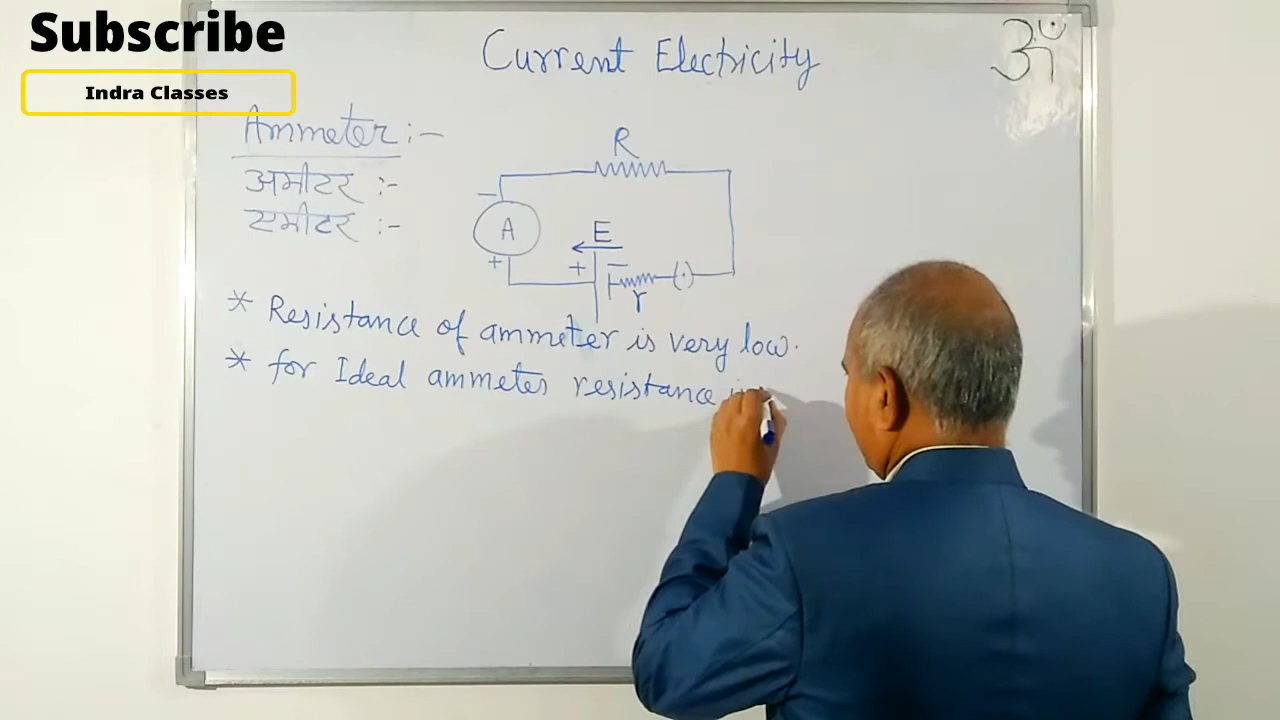 Subscribe
Indra Classes
Current Electricity
ॐ
Ammeter :-
अमीटर :-
एमीटर :-
R
-
A
+
E
+ -
r
(.)
* Resistance of ammeter is very low.
* for Ideal ammeter resistance